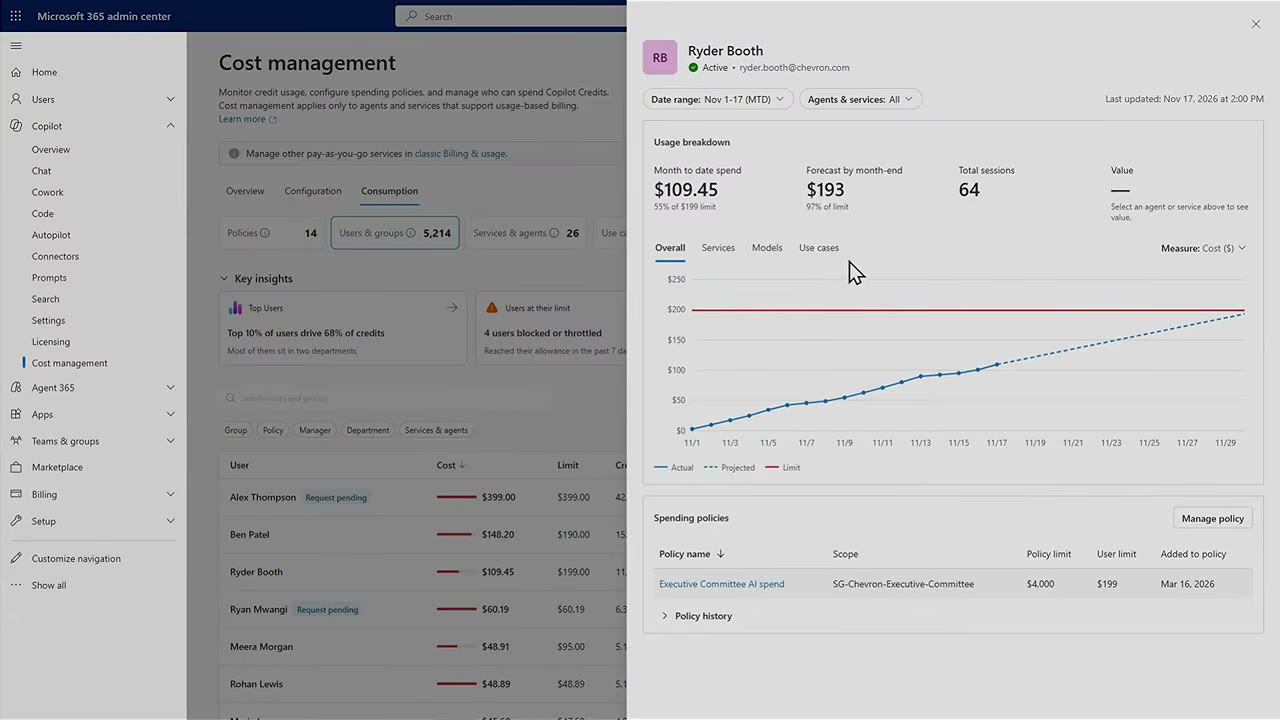 Microsoft 365 admin center
Search
Home
Users
Copilot
Overview
Chat
Cowork
Code
Autopilot
Connectors
Prompts
Search
Settings
Licensing
Cost management
Agent 365
Apps
Teams & groups
Marketplace
Billing
Setup
Customize navigation
Show all
Cost management
Monitor credit usage, configure spending policies, and manage who can spend Copilot Credits.
Cost management applies only to agents and services that support usage-based billing.
Learn more
Manage other pay-as-you-go services in classic Billing & usage.
Overview Configuration Consumption
Policies 14 Users & groups 5,214 Services & agents 26 Use ca
Key insights
Top Users
Top 10% of users drive 68% of credits
Most of them sit in two departments
Users at their limit
4 users blocked or throttled
Reached their allowance in the past 7 da
Search users and groups
Group Policy Manager Department Services & agents
User Cost Limit Cr
Alex Thompson Request pending $399.00 $399.00 42,
Ben Patel $148.20 $190.00 15,
Ryder Booth $109.45 $199.00 11,
Ryan Mwangi Request pending $60.19 $60.19 6,3
Meera Morgan $48.91 $95.00 5,1
Rohan Lewis $48.89 $48.89 5,1
RB
Ryder Booth
Active • ryder.booth@chevron.com
Date range: Nov 1-17 (MTD) Agents & services: All Last updated: Nov 17, 2026 at 2:00 PM
Usage breakdown
Month to date spend Forecast by month-end Total sessions Value
$109.45 $193 64 —
55% of $199 limit 97% of limit Select an agent or service above to see
value.
Overall Services Models Use cases Measure: Cost ($)
$250
$200
$150
$100
$50
$0
11/1 11/3 11/5 11/7 11/9 11/11 11/13 11/15 11/17 11/19 11/21 11/23 11/25 11/27 11/29
Actual Projected Limit
Spending policies Manage policy
Policy name Scope Policy limit User limit Added to policy
Executive Committee AI spend SG-Chevron-Executive-Committee $4,000 $199 Mar 16, 2026
Policy history